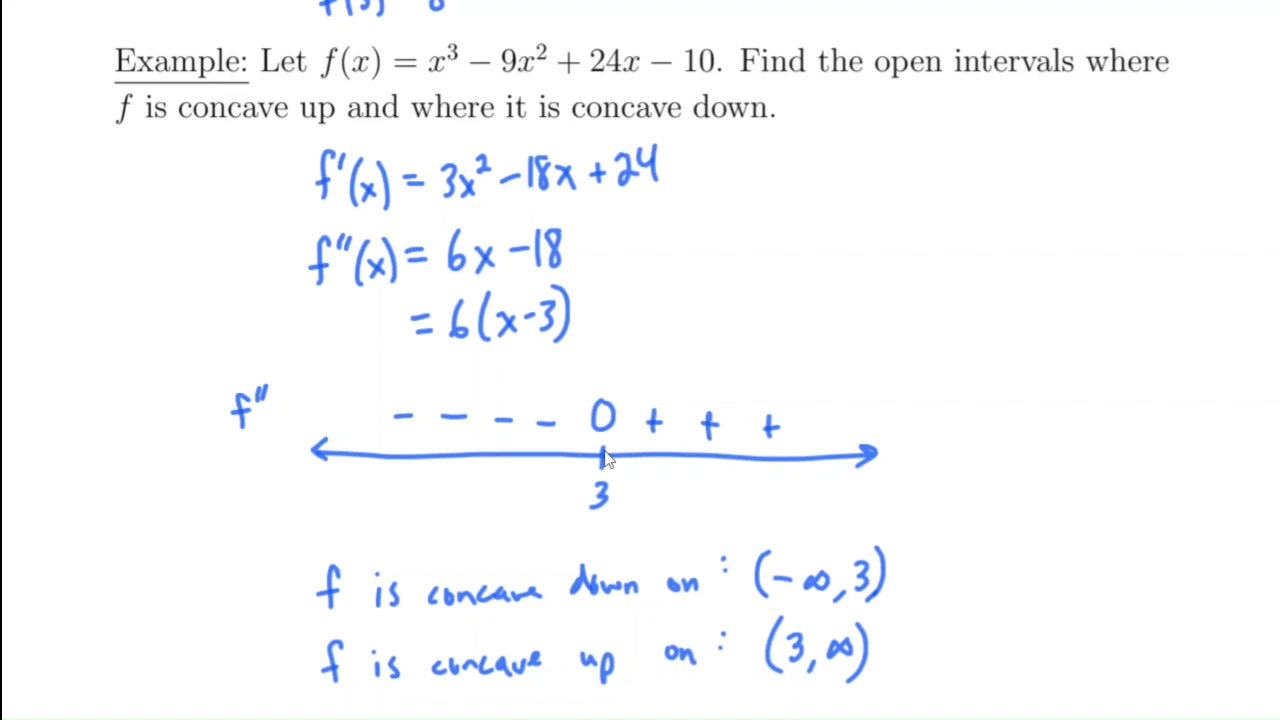 Example: Let f(x) = x³ − 9x² + 24x − 10. Find the open intervals where
f is concave up and where it is concave down.
f'(x) = 3x² − 18x + 24
f''(x) = 6x − 18
= 6(x-3)
f'' − − − − 0 + + +
3
f is concave down on : (-∞, 3)
f is concave up on : (3, ∞)